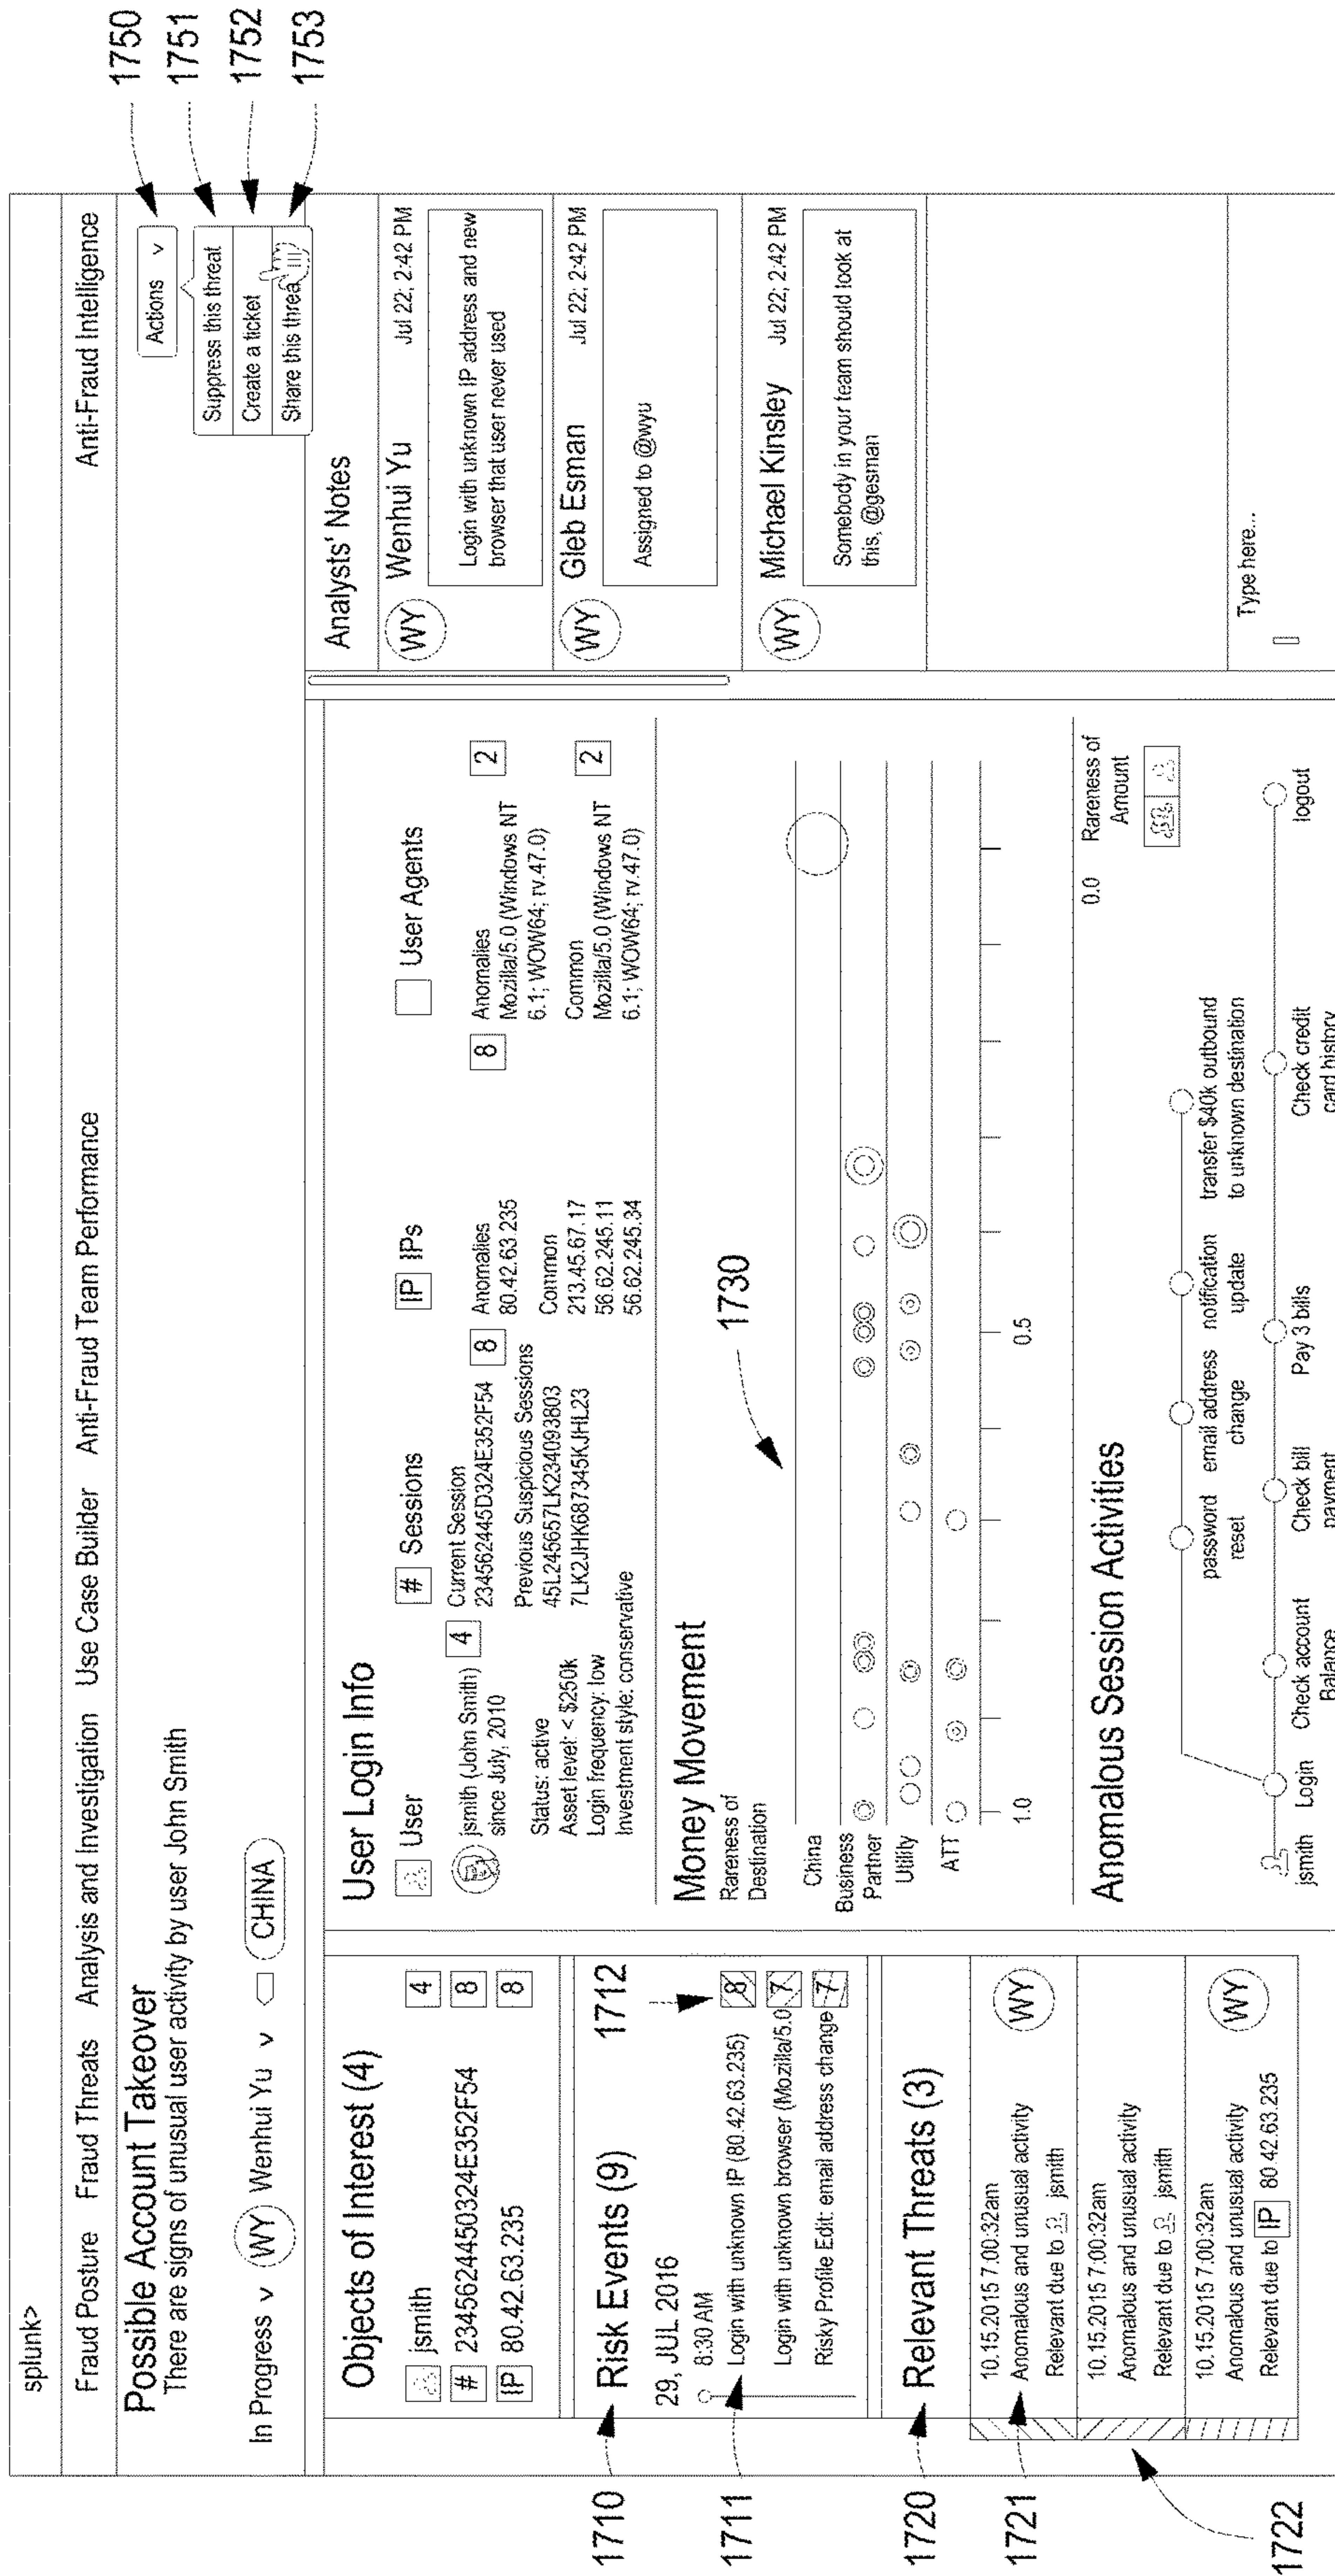 splunk>
Fraud Posture Fraud Threats Analysis and Investigation Use Case Builder Anti-Fraud Team Performance Anti-Fraud Intelligence
Possible Account Takeover
There are signs of unusual user activity by user John Smith
In Progress v WY Wenhui Yu v CHINA
Actions v
Suppress this threat
Create a ticket
Share this threa
1750
1751
1752
1753
Objects of Interest (4)
jsmith 4
# 23456244450324E352F54 8
IP 80.42.63.235 8
1710
Risk Events (9) 1712
29, JUL 2016
8:30 AM
1711
Login with unknown IP (80.42.63.235) 8
Login with unknown browser (Mozilla/5.0 7
Risky Profile Edit: email address change 7
1720
Relevant Threats (3)
1721
10.15.2015 7:00:32am
Anomalous and unusual activity WY
Relevant due to jsmith
10.15.2015 7:00:32am
Anomalous and unusual activity
Relevant due to jsmith
10.15.2015 7:00:32am
Anomalous and unusual activity WY
Relevant due to IP 80.42.63.235
1722
User Login Info
User
jsmith (John Smith) 4
since July, 2010
Status: active
Asset level: < $250k
Login frequency: low
Investment style: conservative
# Sessions
Current Session
234562445D324E352F54 8
Previous Suspicious Sessions
45L245657LK234093803
7LK2JHK687345KJHL23
IP IPs
Anomalies 8
80.42.63.235
Common
213.45.67.17
56.62.245.11
56.62.245.34
User Agents
Anomalies
Mozilla/5.0 (Windows NT 2
6.1; WOW64; rv.47.0)
Common
Mozilla/5.0 (Windows NT 2
6.1; WOW64; rv.47.0)
Money Movement
1730
Rareness of
Destination
China
Business
Partner
Utility
ATT
1.0 0.5 0.0
Rareness of
Amount
Anomalous Session Activities
password
reset
email address
change
notification
update
transfer $40k outbound
to unknown destination
jsmith
Login
Check account
Balance
Check bill
payment
Pay 3 bills
Check credit
card history
logout
Analysts' Notes
WY Wenhui Yu Jul 22; 2:42 PM
Login with unknown IP address and new
browser that user never used
WY Gleb Esman Jul 22; 2:42 PM
Assigned to @wyu
WY Michael Kinsley Jul 22; 2:42 PM
Somebody in your team should look at
this, @gesman
Type here...